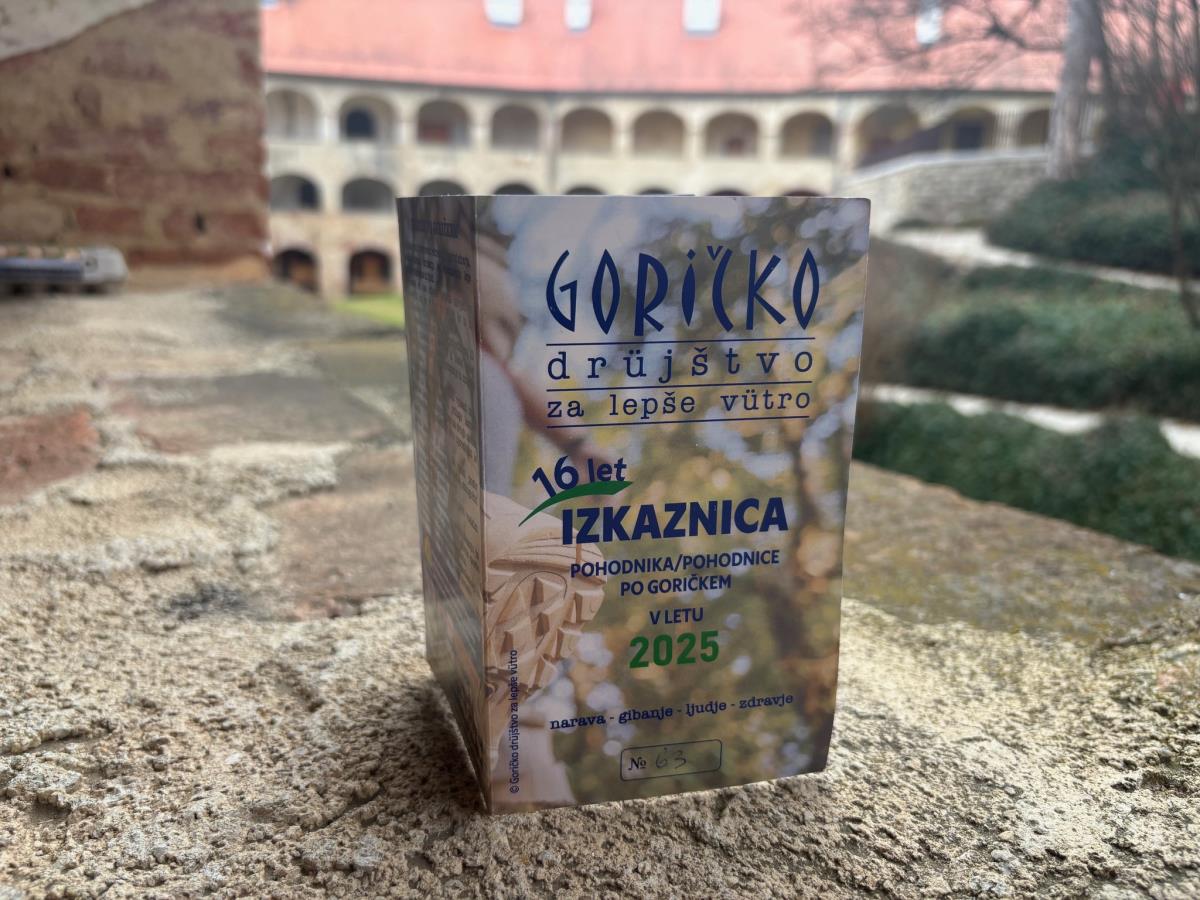 GORIČKO
drüjštvo
za lepše vütro
16 let
IZKAZNICA
POHODNIKA/POHODNICE
PO GORIČKEM
V LETU
2025
narava - gibanje - ljudje - zdravje
№ 63
© Goričko drüjštvo za lepše vütro